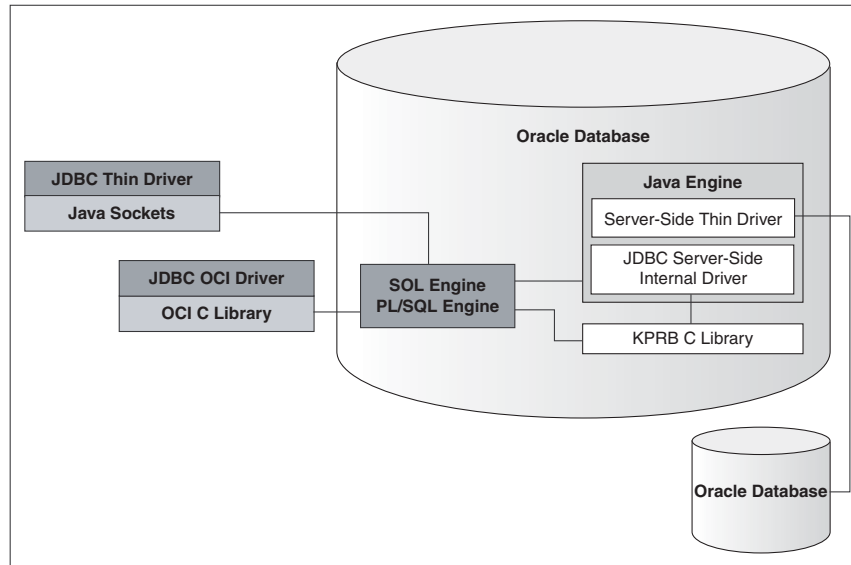 Oracle Database
JDBC Thin Driver
Java Sockets
JDBC OCI Driver
OCI C Library
SOL Engine
PL/SQL Engine
Java Engine
Server-Side Thin Driver
JDBC Server-Side
Internal Driver
KPRB C Library
Oracle Database